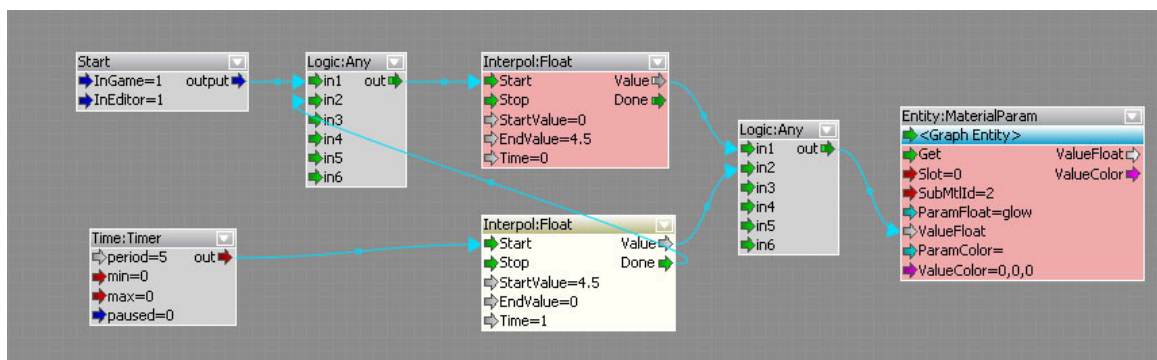 Start
InGame=1 output
InEditor=1
Logic:Any
in1 out
in2
in3
in4
in5
in6
Interpol:Float
Start Value
Stop Done
StartValue=0
EndValue=4.5
Time=0
Time:Timer
period=5 out
min=0
max=0
paused=0
Interpol:Float
Start Value
Stop Done
StartValue=4.5
EndValue=0
Time=1
Logic:Any
in1 out
in2
in3
in4
in5
in6
Entity:MaterialParam
<Graph Entity>
Get ValueFloat
Slot=0 ValueColor
SubMtlId=2
ParamFloat=glow
ValueFloat
ParamColor=
ValueColor=0,0,0